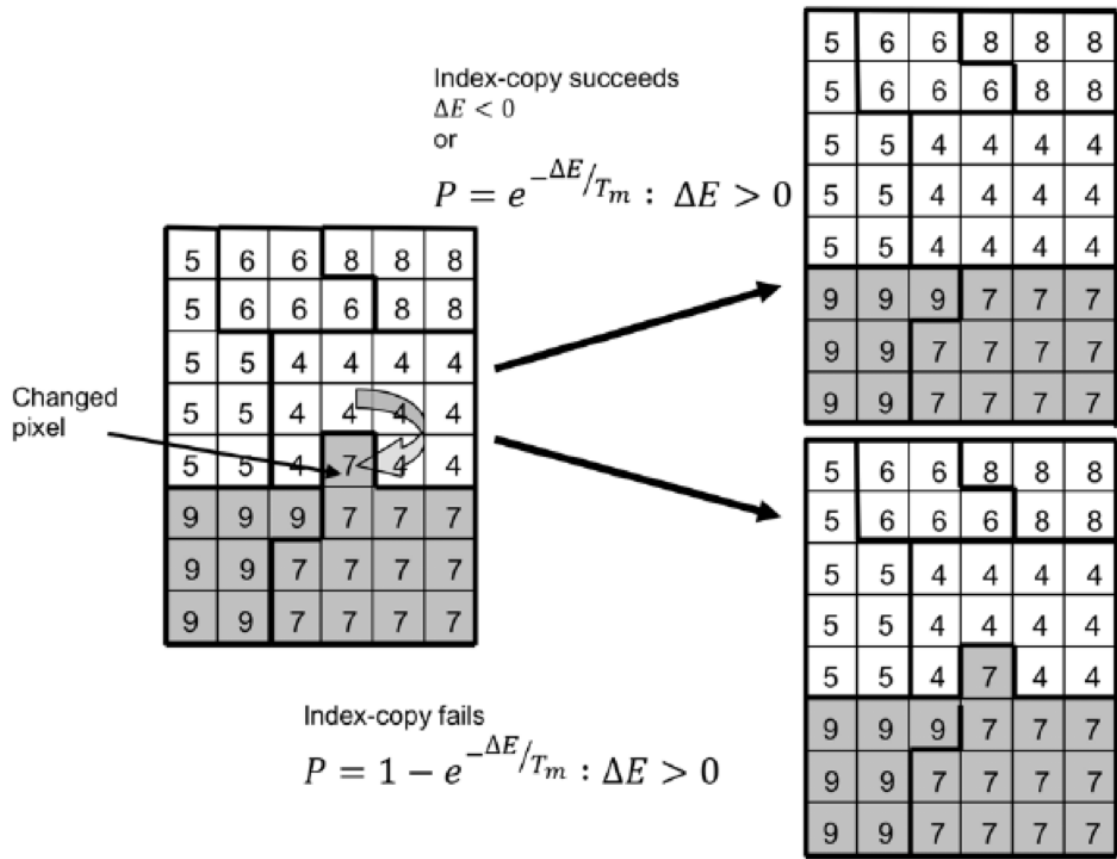 Index-copy succeeds
ΔE < 0
or
P = e^{-ΔE/T_m} : ΔE > 0
5 6 6 8 8 8
5 6 6 6 8 8
5 5 4 4 4 4
5 5 4 4 4 4
5 5 4 4 4 4
9 9 9 7 7 7
9 9 7 7 7 7
9 9 7 7 7 7
Changed
pixel
5 6 6 8 8 8
5 6 6 6 8 8
5 5 4 4 4 4
5 5 4 4 4 4
5 5 4 7 4 4
9 9 9 7 7 7
9 9 7 7 7 7
9 9 7 7 7 7
Index-copy fails
P = 1 − e^{-ΔE/T_m} : ΔE > 0
5 6 6 8 8 8
5 6 6 6 8 8
5 5 4 4 4 4
5 5 4 4 4 4
5 5 4 7 4 4
9 9 9 7 7 7
9 9 7 7 7 7
9 9 7 7 7 7